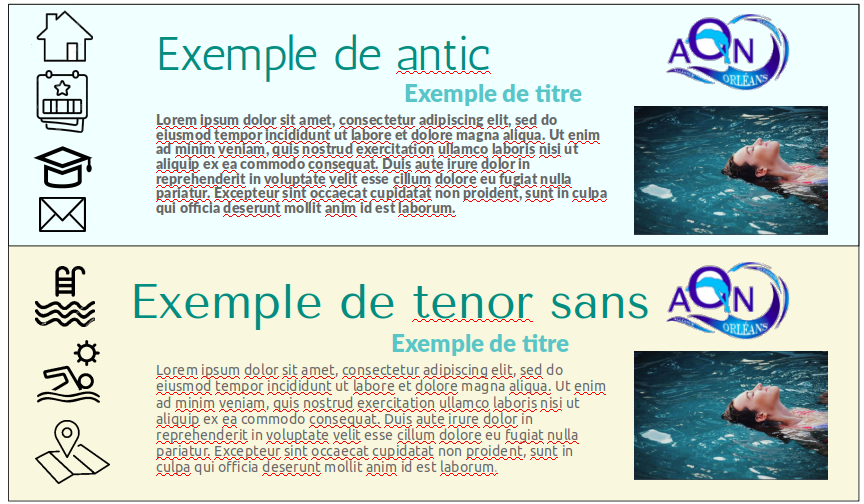 Exemple de antic
AQN
ORLÉANS
Exemple de titre
Lorem ipsum dolor sit amet, consectetur adipiscing elit, sed do
eiusmod tempor incididunt ut labore et dolore magna aliqua. Ut enim
ad minim veniam, quis nostrud exercitation ullamco laboris nisi ut
aliquip ex ea commodo consequat. Duis aute irure dolor in
reprehenderit in voluptate velit esse cillum dolore eu fugiat nulla
pariatur. Excepteur sint occaecat cupidatat non proident, sunt in culpa
qui officia deserunt mollit anim id est laborum.
Exemple de tenor sans
AQN
ORLÉANS
Exemple de titre
Lorem ipsum dolor sit amet, consectetur adipiscing elit, sed do
eiusmod tempor incididunt ut labore et dolore magna aliqua. Ut enim
ad minim veniam, quis nostrud exercitation ullamco laboris nisi ut
aliquip ex ea commodo consequat. Duis aute irure dolor in
reprehenderit in voluptate velit esse cillum dolore eu fugiat nulla
pariatur. Excepteur sint occaecat cupidatat non proident, sunt in
culpa qui officia deserunt mollit anim id est laborum.